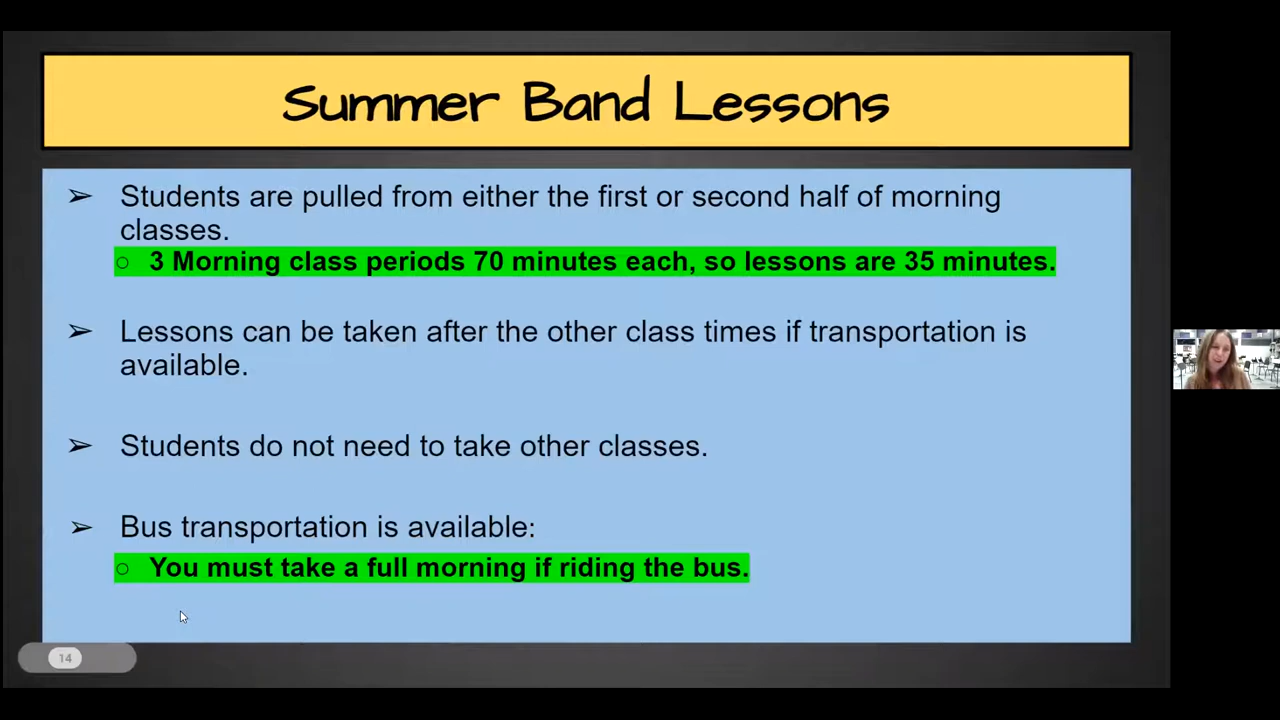 Summer Band Lessons
➢ Students are pulled from either the first or second half of morning
classes.
○ 3 Morning class periods 70 minutes each, so lessons are 35 minutes.
➢ Lessons can be taken after the other class times if transportation is
available.
➢ Students do not need to take other classes.
➢ Bus transportation is available:
○ You must take a full morning if riding the bus.
14